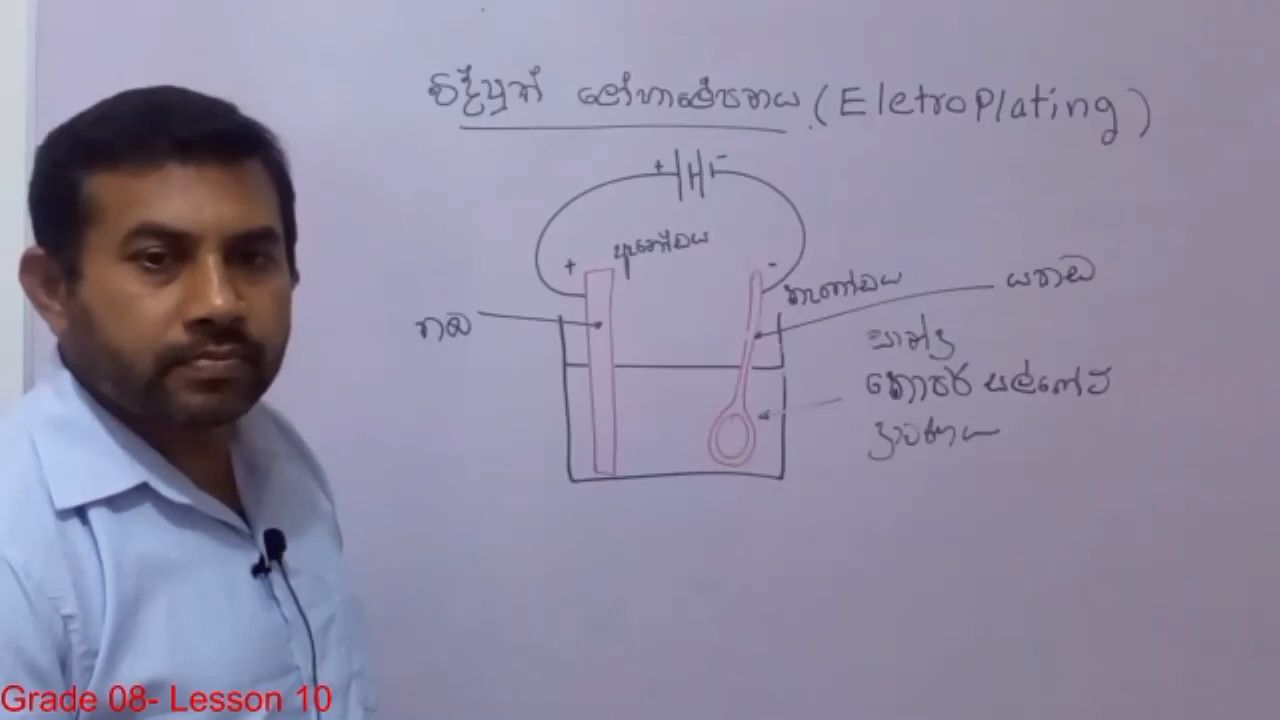 විද්‍යුත් ලෝහාලේපනය (EletroPlating)
+ -
+ ඇනෝඩය -
කැතෝඩය
යකඩ
තඹ
සාන්ද්‍ර
කොපර් සල්ෆේට්
ද්‍රාවණය
Grade 08- Lesson 10